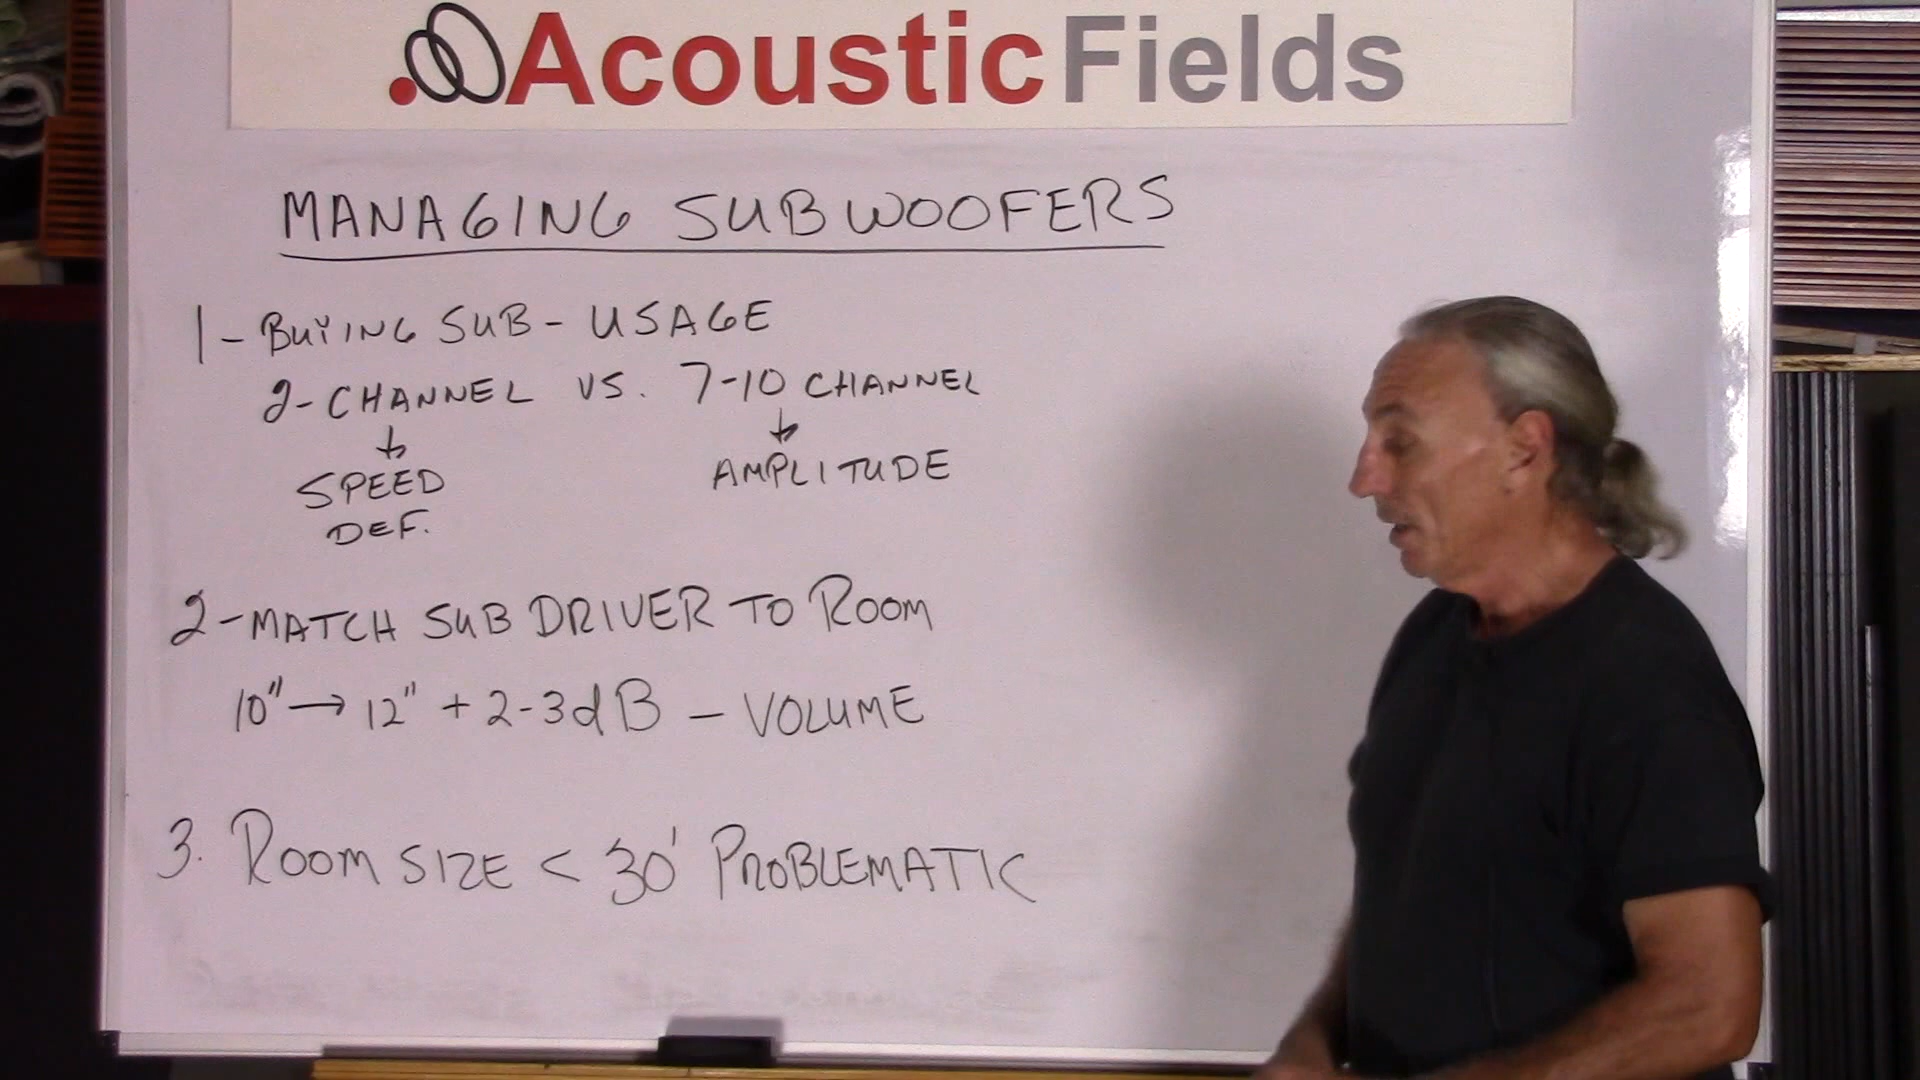 AcousticFields
MANAGING SUBWOOFERS
1- BUYING SUB - USAGE
2-CHANNEL VS. 7-10 CHANNEL
SPEED AMPLITUDE
DEF.
2-MATCH SUB DRIVER TO ROOM
10" → 12" + 2-3dB - VOLUME
3. ROOM SIZE < 30' PROBLEMATIC